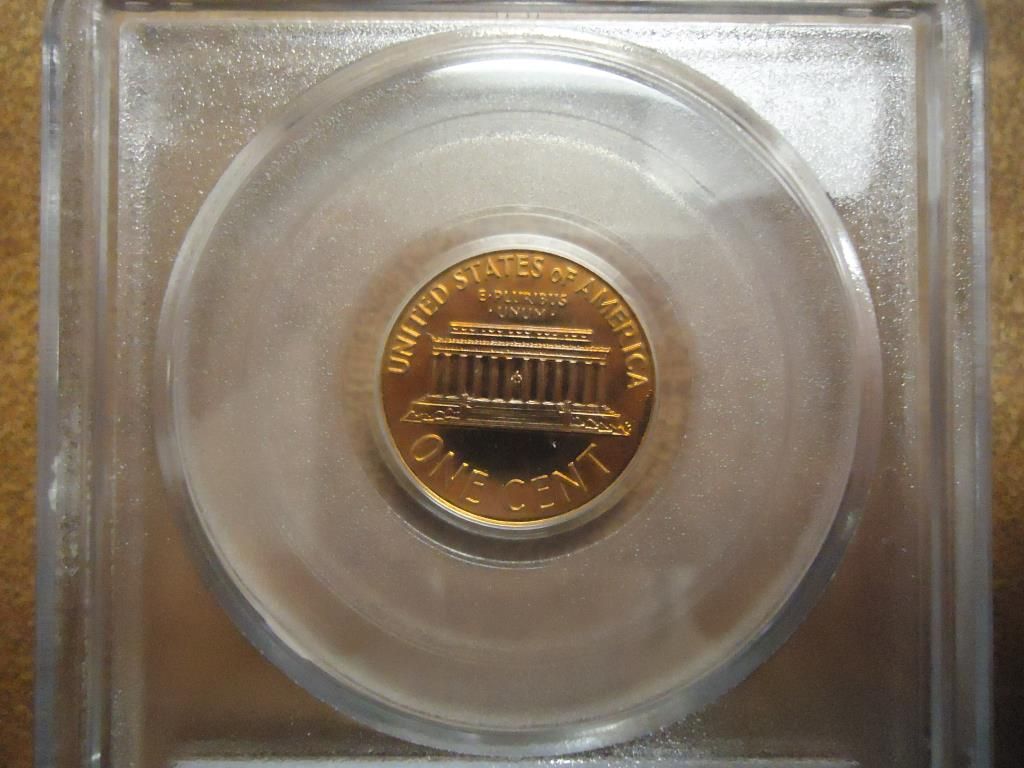 UNITED STATES OF AMERICA
E·PLURIBUS
·UNUM·
ONE CENT